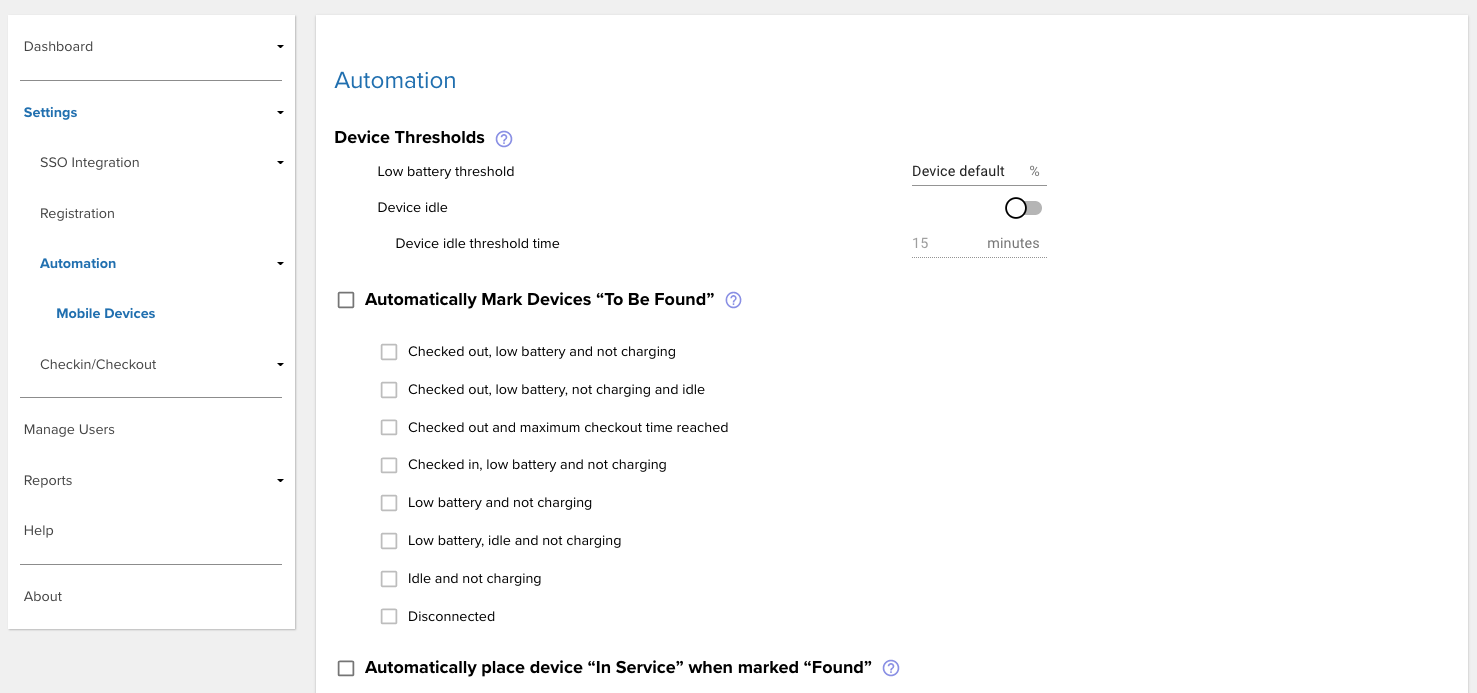 Dashboard
Settings
SSO Integration
Registration
Automation
Mobile Devices
Checkin/Checkout
Manage Users
Reports
Help
About
Automation
Device Thresholds ?
Low battery threshold Device default %
Device idle
Device idle threshold time 15 minutes
Automatically Mark Devices “To Be Found” ?
Checked out, low battery and not charging
Checked out, low battery, not charging and idle
Checked out and maximum checkout time reached
Checked in, low battery and not charging
Low battery and not charging
Low battery, idle and not charging
Idle and not charging
Disconnected
Automatically place device “In Service” when marked “Found” ?